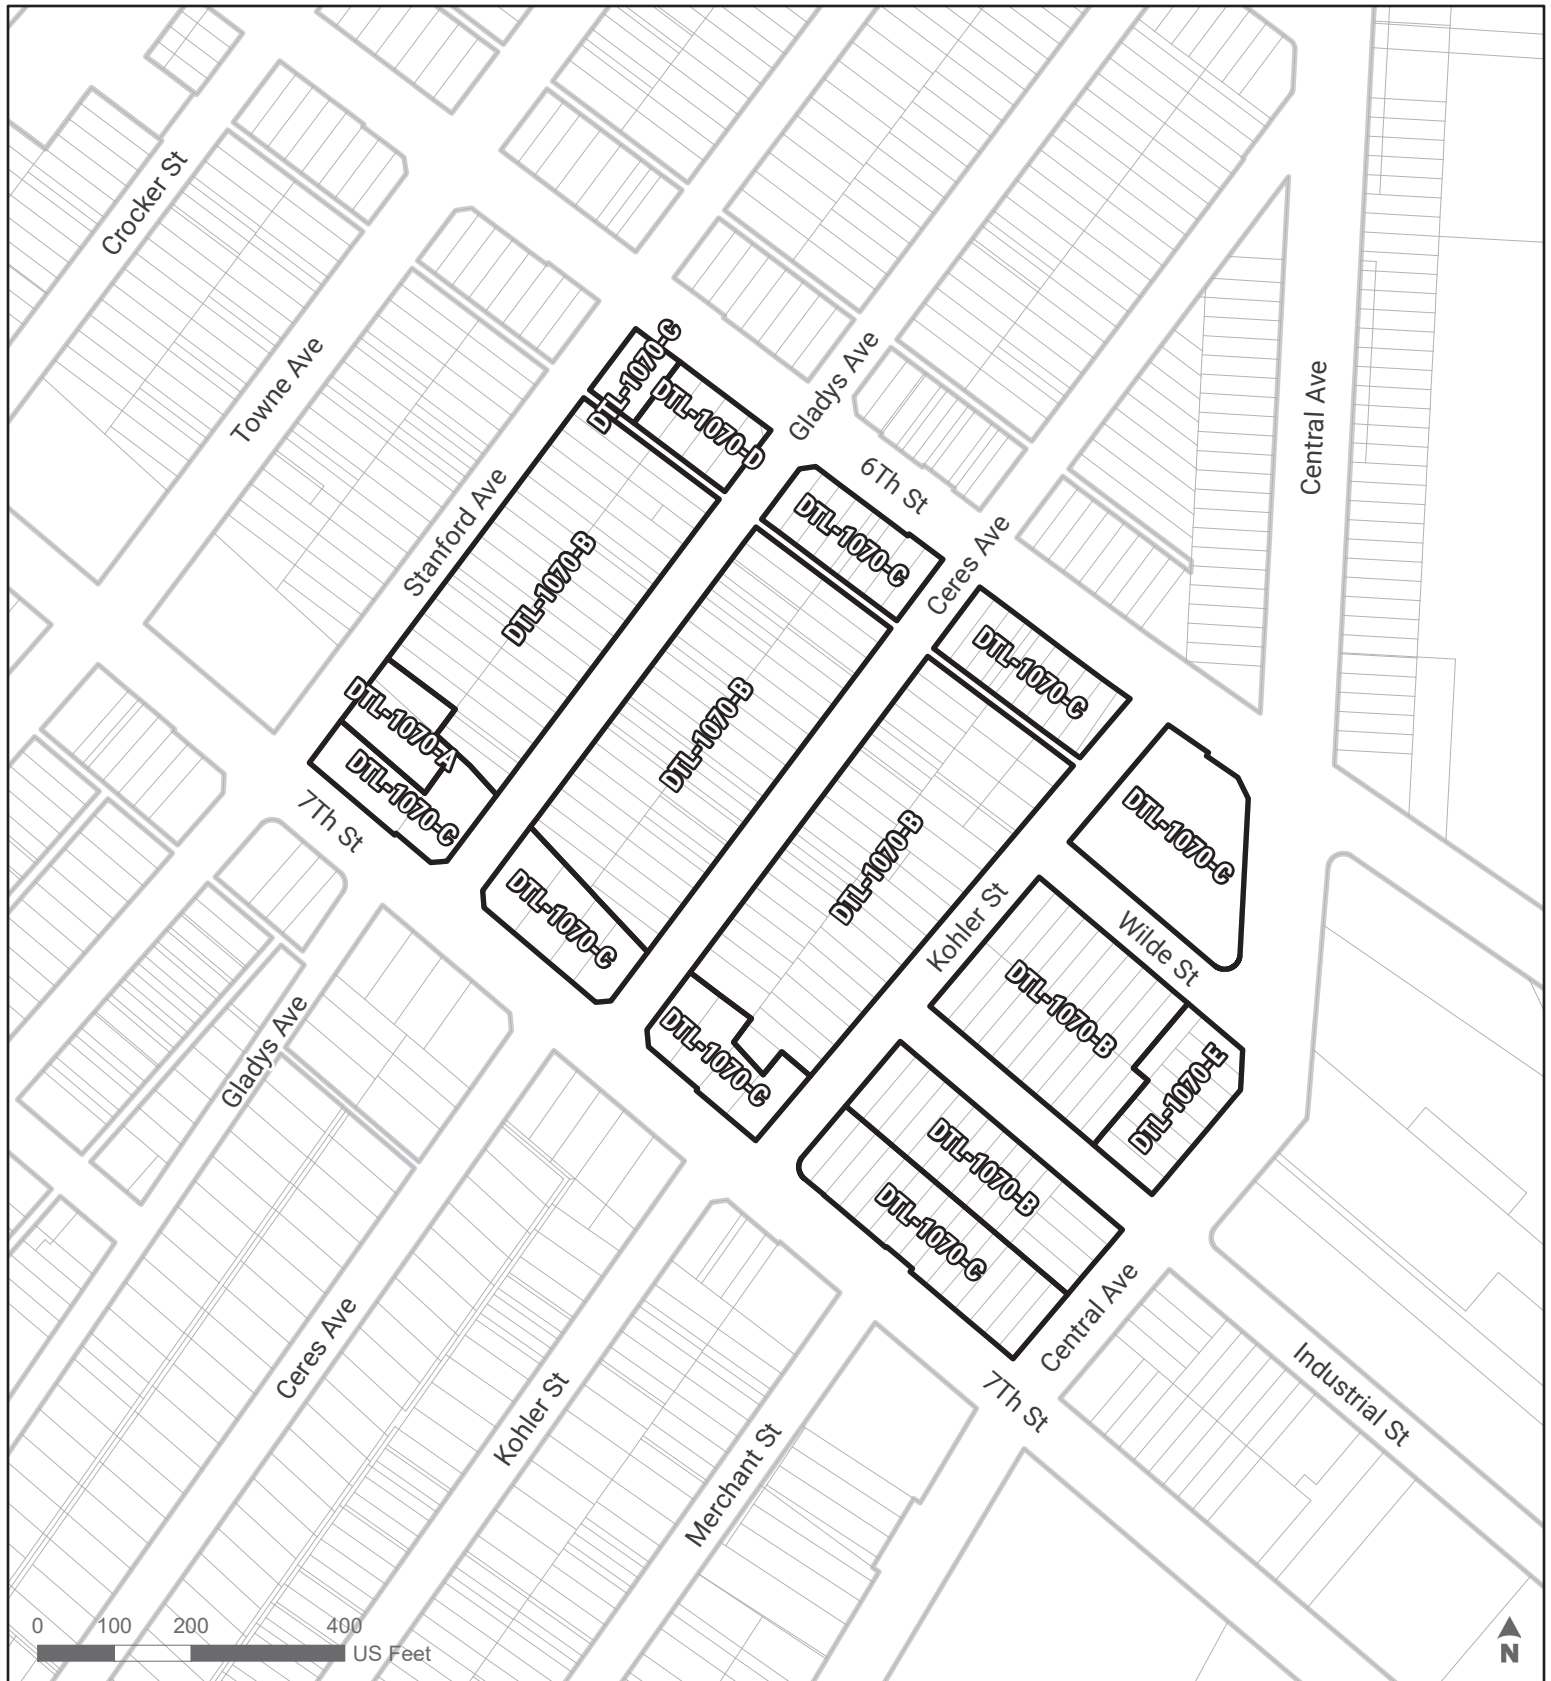 Crocker St
Towne Ave
Stanford Ave
Gladys Ave
6Th St
Ceres Ave
Central Ave
DTL-1070-C
DTL-1070-D
DTL-1070-C
DTL-1070-B
DTL-1070-C
DTL-1070-A
DTL-1070-C
7Th St
DTL-1070-B
DTL-1070-C
DTL-1070-B
DTL-1070-C
DTL-1070-C
Kohler St
Wilde St
DTL-1070-B
DTL-1070-E
DTL-1070-B
DTL-1070-C
Gladys Ave
Ceres Ave
Kohler St
Merchant St
Central Ave
7Th St
Industrial St
0 100 200 400
US Feet
N